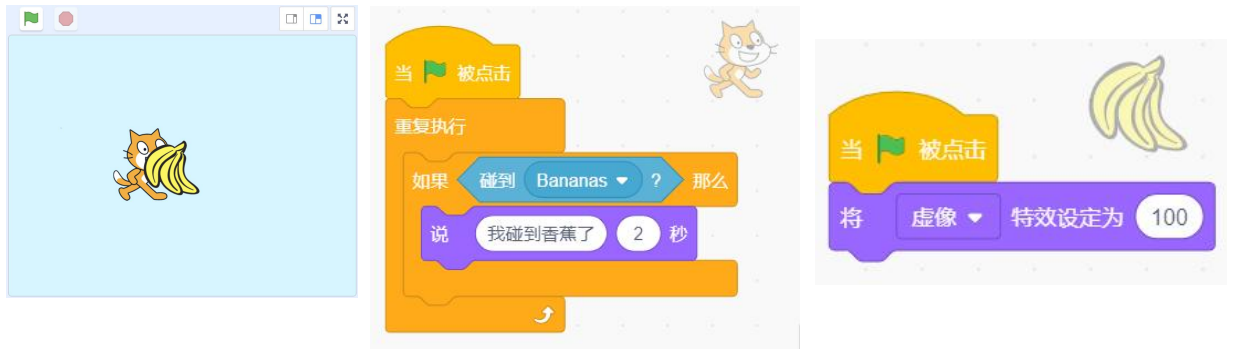 当 被点击
重复执行
如果 碰到 Bananas ? 那么
说 我碰到香蕉了 2 秒
当 被点击
将 虚像 特效设定为 100